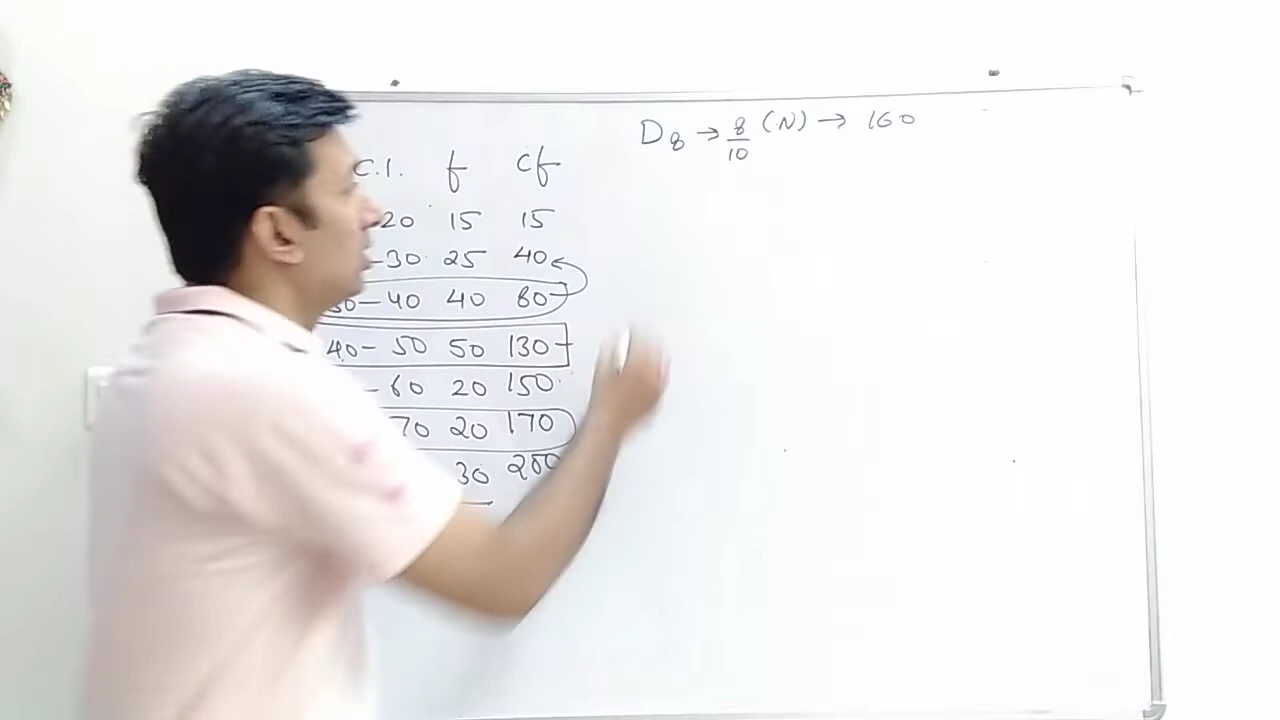 D8 → 8/10 (N) → 160
C.I. f cf
20 15 15
-30 25 40
30-40 40 80
40-50 50 130
-60 20 150
70 20 170
30 200